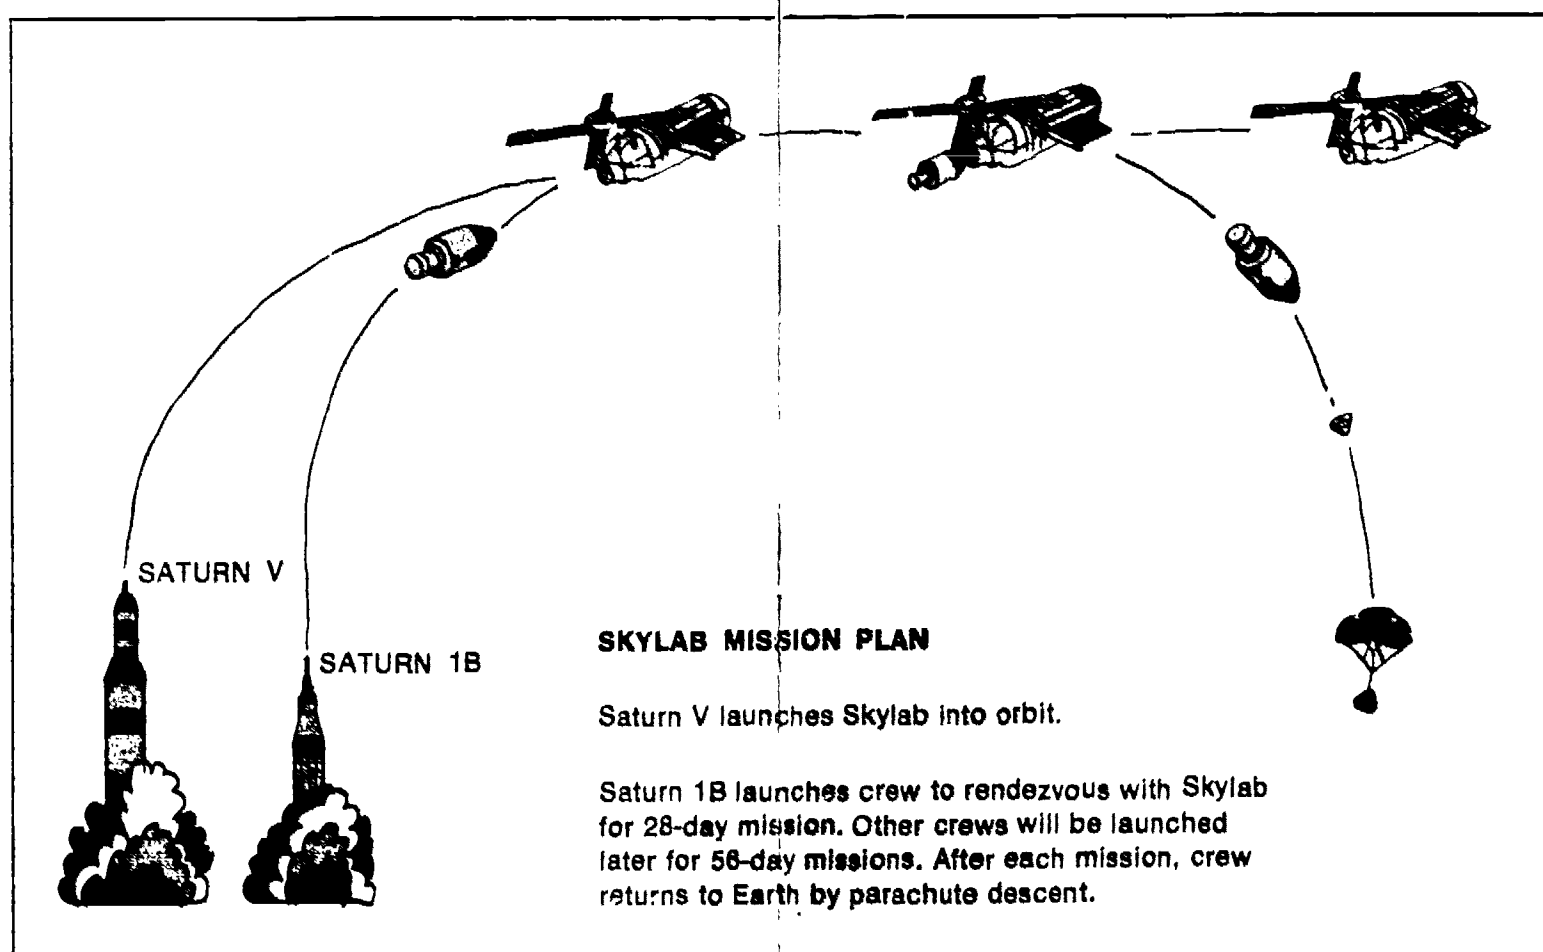 SATURN V
SATURN 1B
SKYLAB MISSION PLAN
Saturn V launches Skylab into orbit.
Saturn 1B launches crew to rendezvous with Skylab
for 28-day mission. Other crews will be launched
later for 56-day missions. After each mission, crew
returns to Earth by parachute descent.